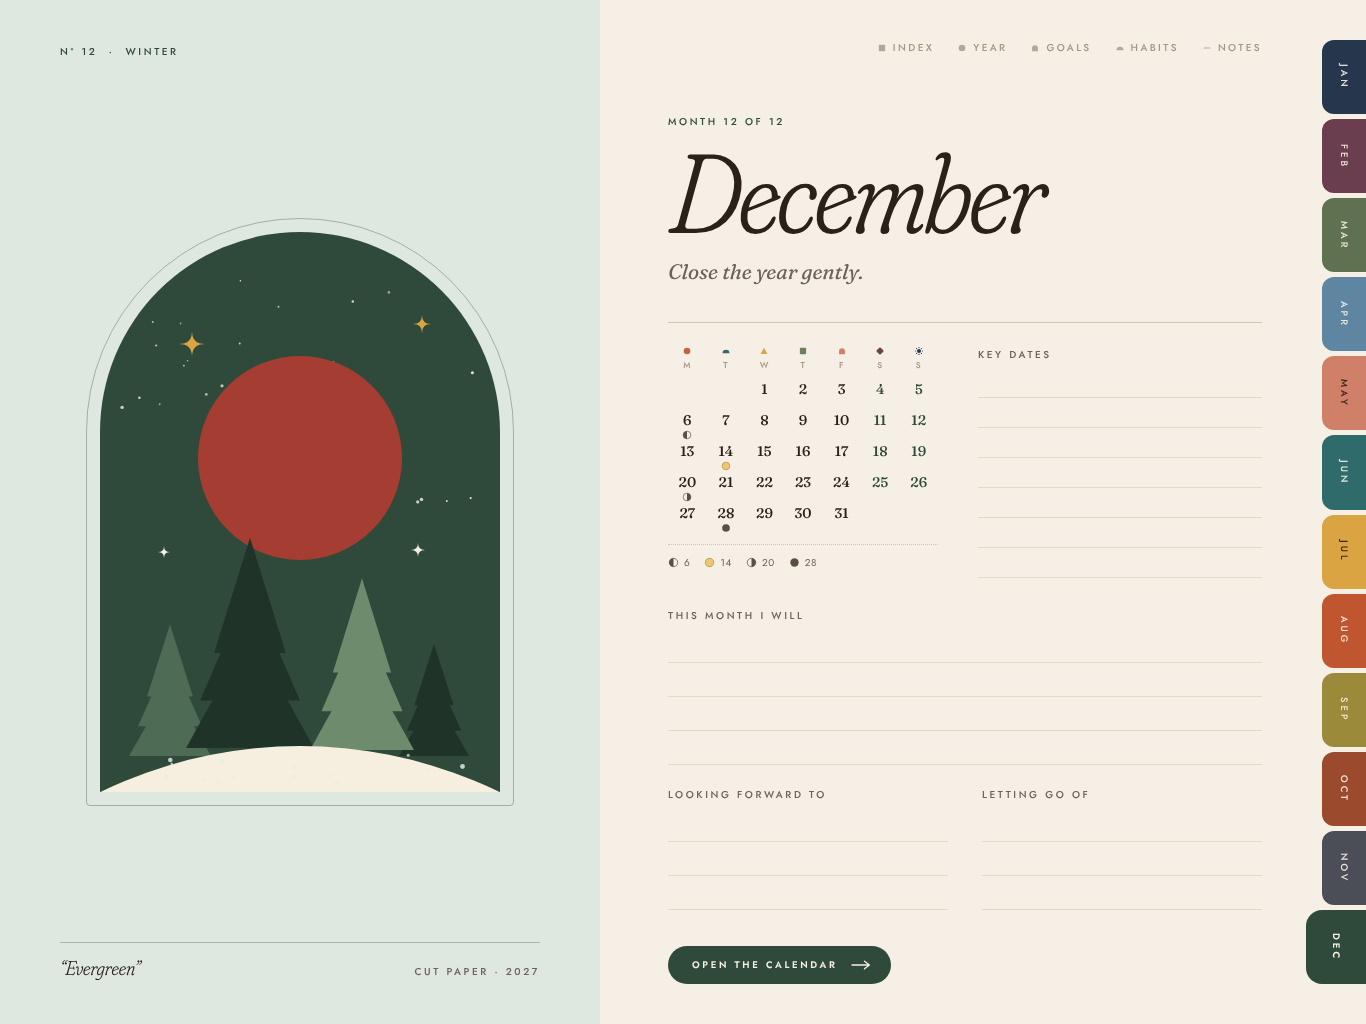 N° 12 · WINTER
“Evergreen”
CUT PAPER · 2027
INDEX YEAR GOALS HABITS NOTES
MONTH 12 OF 12
December
Close the year gently.
M T W T F S S
1 2 3 4 5
6 7 8 9 10 11 12
13 14 15 16 17 18 19
20 21 22 23 24 25 26
27 28 29 30 31
6 14 20 28
KEY DATES
THIS MONTH I WILL
LOOKING FORWARD TO
LETTING GO OF
OPEN THE CALENDAR
JAN
FEB
MAR
APR
MAY
JUN
JUL
AUG
SEP
OCT
NOV
DEC